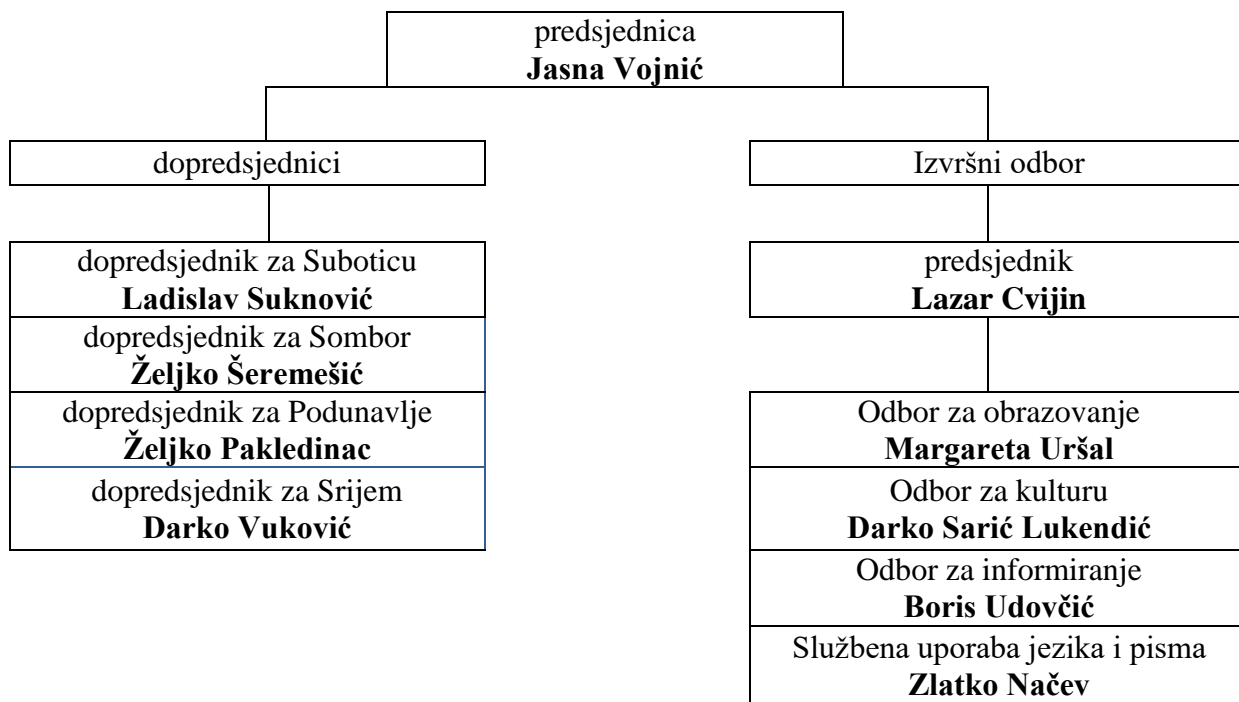 predsjednica
Jasna Vojnić
dopredsjednici
dopredsjednik za Suboticu
Ladislav Suknović
dopredsjednik za Sombor
Željko Šeremešić
dopredsjednik za Podunavlje
Željko Pakledinac
dopredsjednik za Srijem
Darko Vuković
Izvršni odbor
predsjednik
Lazar Cvijin
Odbor za obrazovanje
Margareta Uršal
Odbor za kulturu
Darko Sarić Lukendić
Odbor za informiranje
Boris Udovčić
Službena uporaba jezika i pisma
Zlatko Načev